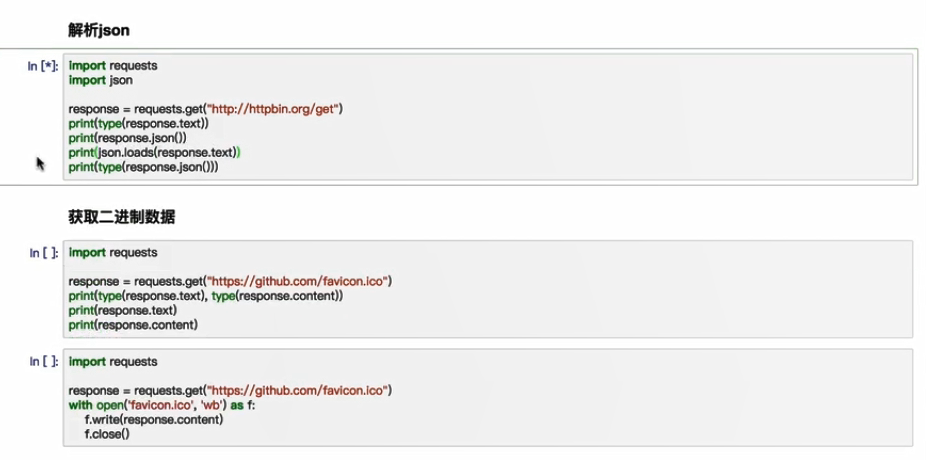 解析json
In [*]: import requests
import json
response = requests.get("http://httpbin.org/get")
print(type(response.text))
print(response.json())
print(json.loads(response.text))
print(type(response.json()))
获取二进制数据
In [ ]: import requests
response = requests.get("https://github.com/favicon.ico")
print(type(response.text), type(response.content))
print(response.text)
print(response.content)
In [ ]: import requests
response = requests.get("https://github.com/favicon.ico")
with open('favicon.ico', 'wb') as f:
f.write(response.content)
f.close()